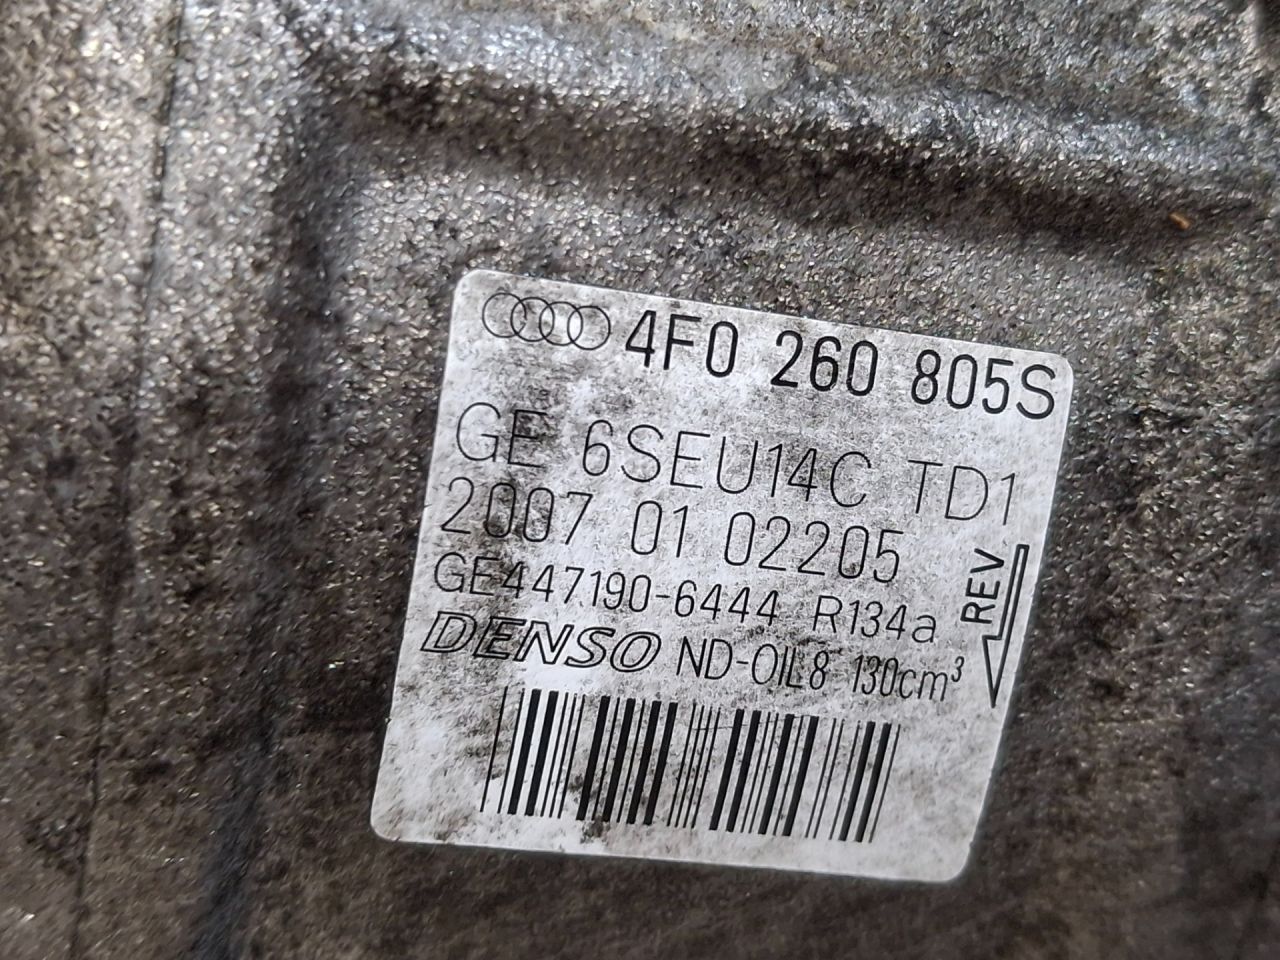 4F0 260 805S
GE 6SEU14C TD1
2007 01 02205
GE447190-6444 R134a
DENSO ND-OIL8 130cm³
REV